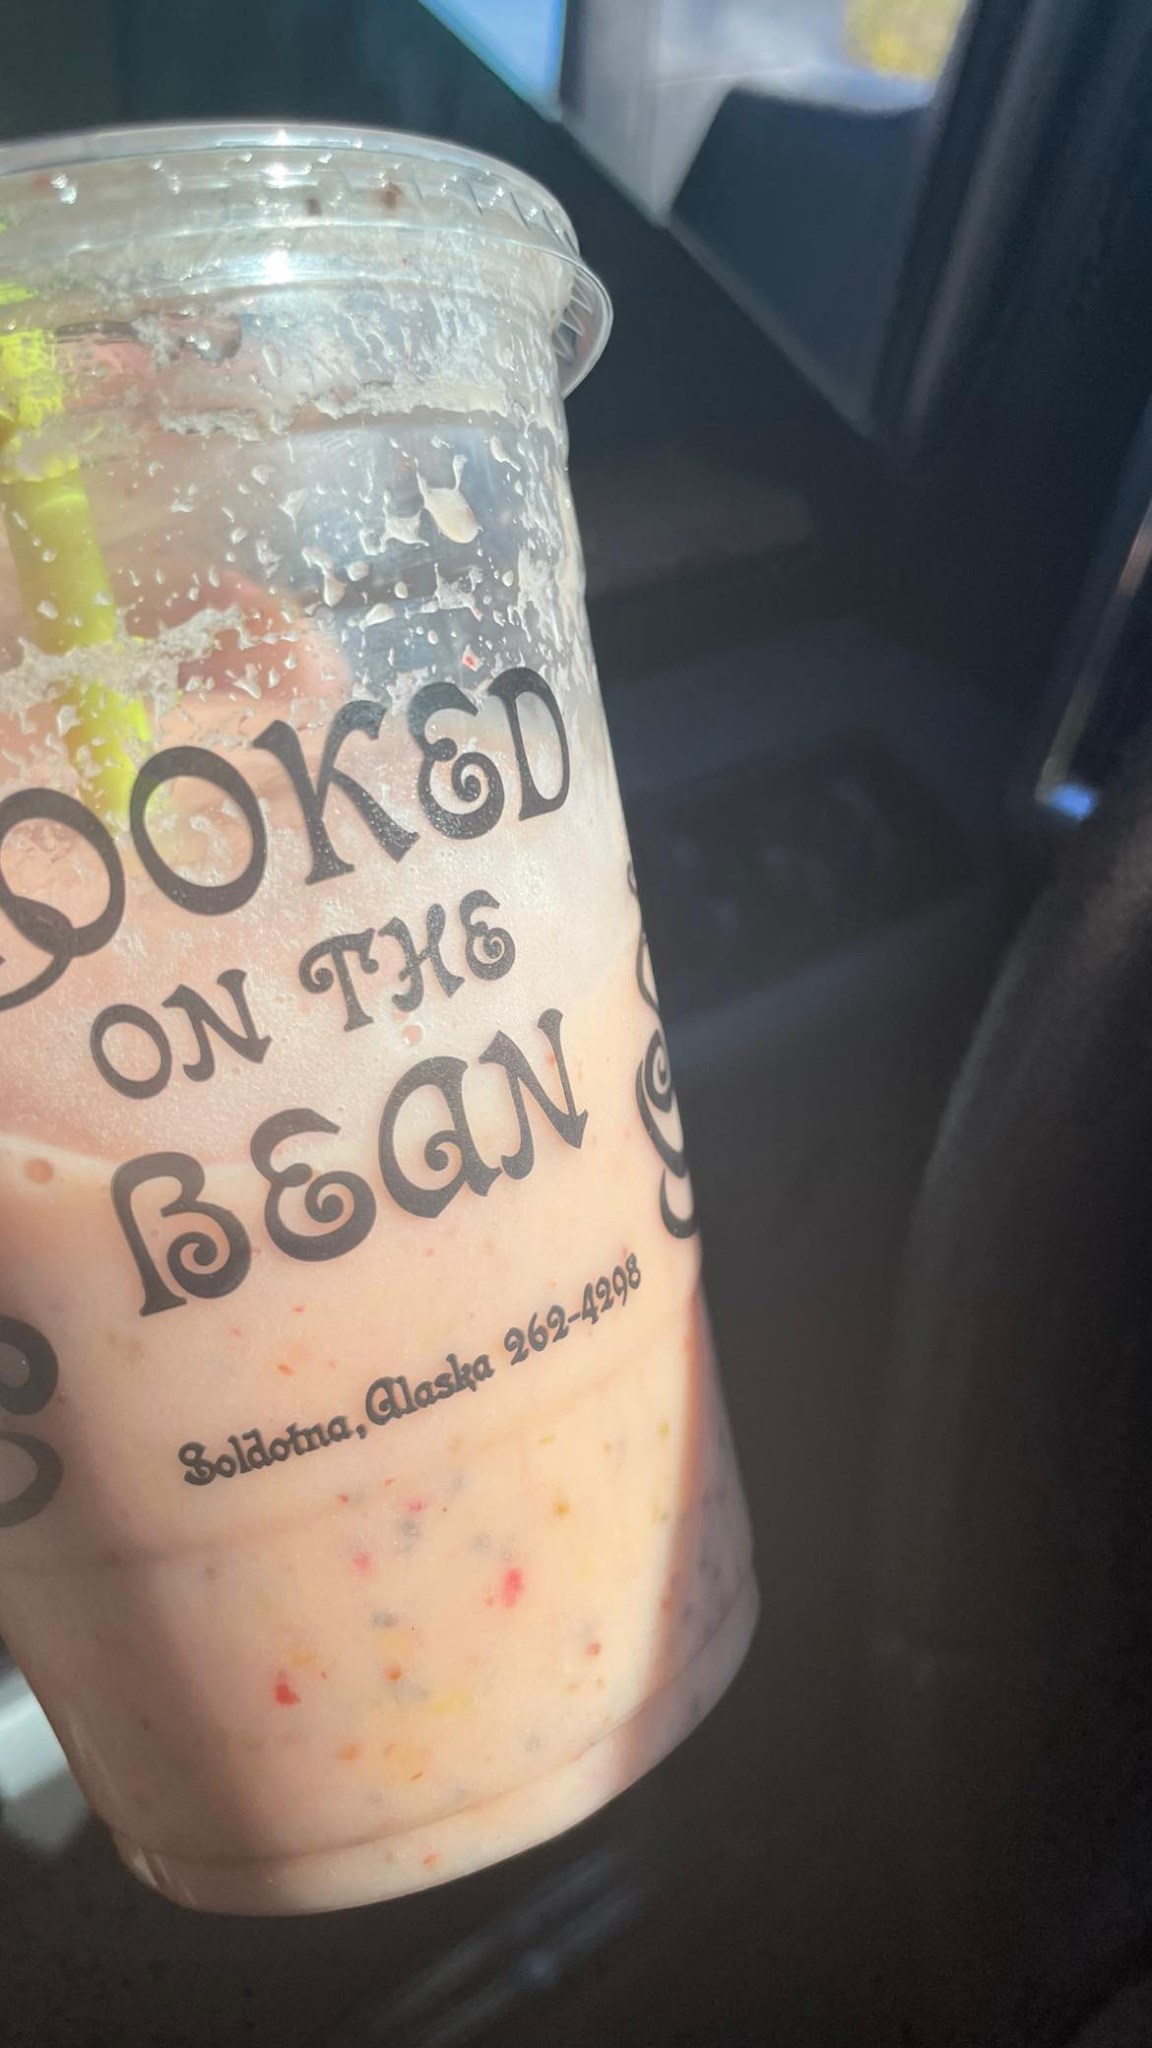 OOKED
ON THE
BEAN
Soldotna, Alaska 262-4298